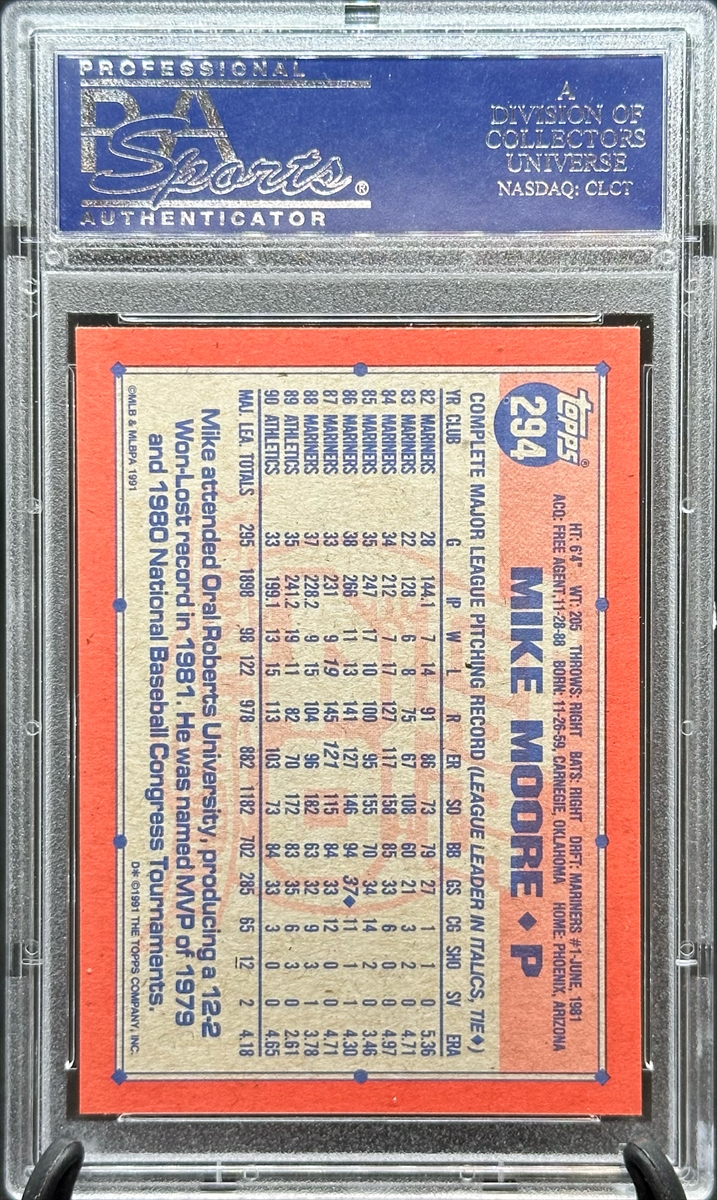 PROFESSIONAL
PSA
Sports®
AUTHENTICATOR
A
DIVISION OF
COLLECTORS
UNIVERSE
NASDAQ: CLCT
topps®
294
HT: 6'4" WT: 205 THROWS: RIGHT BATS: RIGHT DRFT: MARINERS #1-JUNE, 1981
ACQ: FREE AGENT, 11-28-88 BORN: 11-26-59, CARNEGIE, OKLAHOMA HOME: PHOENIX, ARIZONA
MIKE MOORE ♦ P
COMPLETE MAJOR LEAGUE PITCHING RECORD (LEAGUE LEADER IN ITALICS, TIE♦)
YR CLUB G IP W L R ER SO BB GS CG SHO SV ERA
82 MARINERS 28 144.1 7 14 91 86 73 79 27 1 1 0 5.36
83 MARINERS 22 128 6 8 75 67 108 60 21 3 2 0 4.71
84 MARINERS 34 212 7 17 127 117 158 85 33 6 0 0 4.97
85 MARINERS 35 247 17 10 100 95 155 70 34 14 2 0 3.46
86 MARINERS 38 266 11 13 141 127 146 94 37♦ 11 1 1 4.30
87 MARINERS 33 231 9 19 145 121 115 84 33 12 0 0 4.71
88 MARINERS 37 228.2 9 15 104 96 182 63 32 9 3 1 3.78
89 ATHLETICS 35 241.2 19 11 82 70 172 83 35 6 3 0 2.61
90 ATHLETICS 33 199.1 13 15 113 103 73 84 33 3 0 0 4.65
MAJ. LEA. TOTALS 295 1898 98 122 978 882 1182 702 285 65 12 2 4.18
Mike attended Oral Roberts University, producing a 12-2
Won-Lost record in 1981. He was named MVP of 1979
and 1980 National Baseball Congress Tournaments.
©MLB & MLBPA 1991
D* ©1991 THE TOPPS COMPANY, INC.